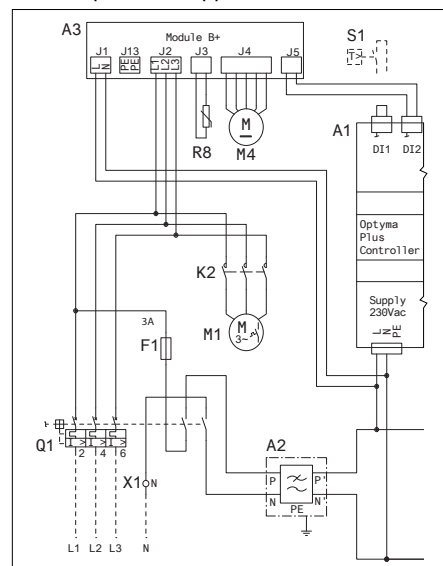 A3
Module B+
J1
J13
J2
J3
J4
J5
L
N
PE
PE
L1
L2
L3
S1
T>
R8
M
M4
A1
DI1
DI2
Optyma
Plus
Controller
Supply
230Vac
L
N
PE
K2
M
3~
M1
3A
F1
Q1
I> I> I>
2 4 6
X1
N
A2
P P'
N N'
PE
L1 L2 L3 N